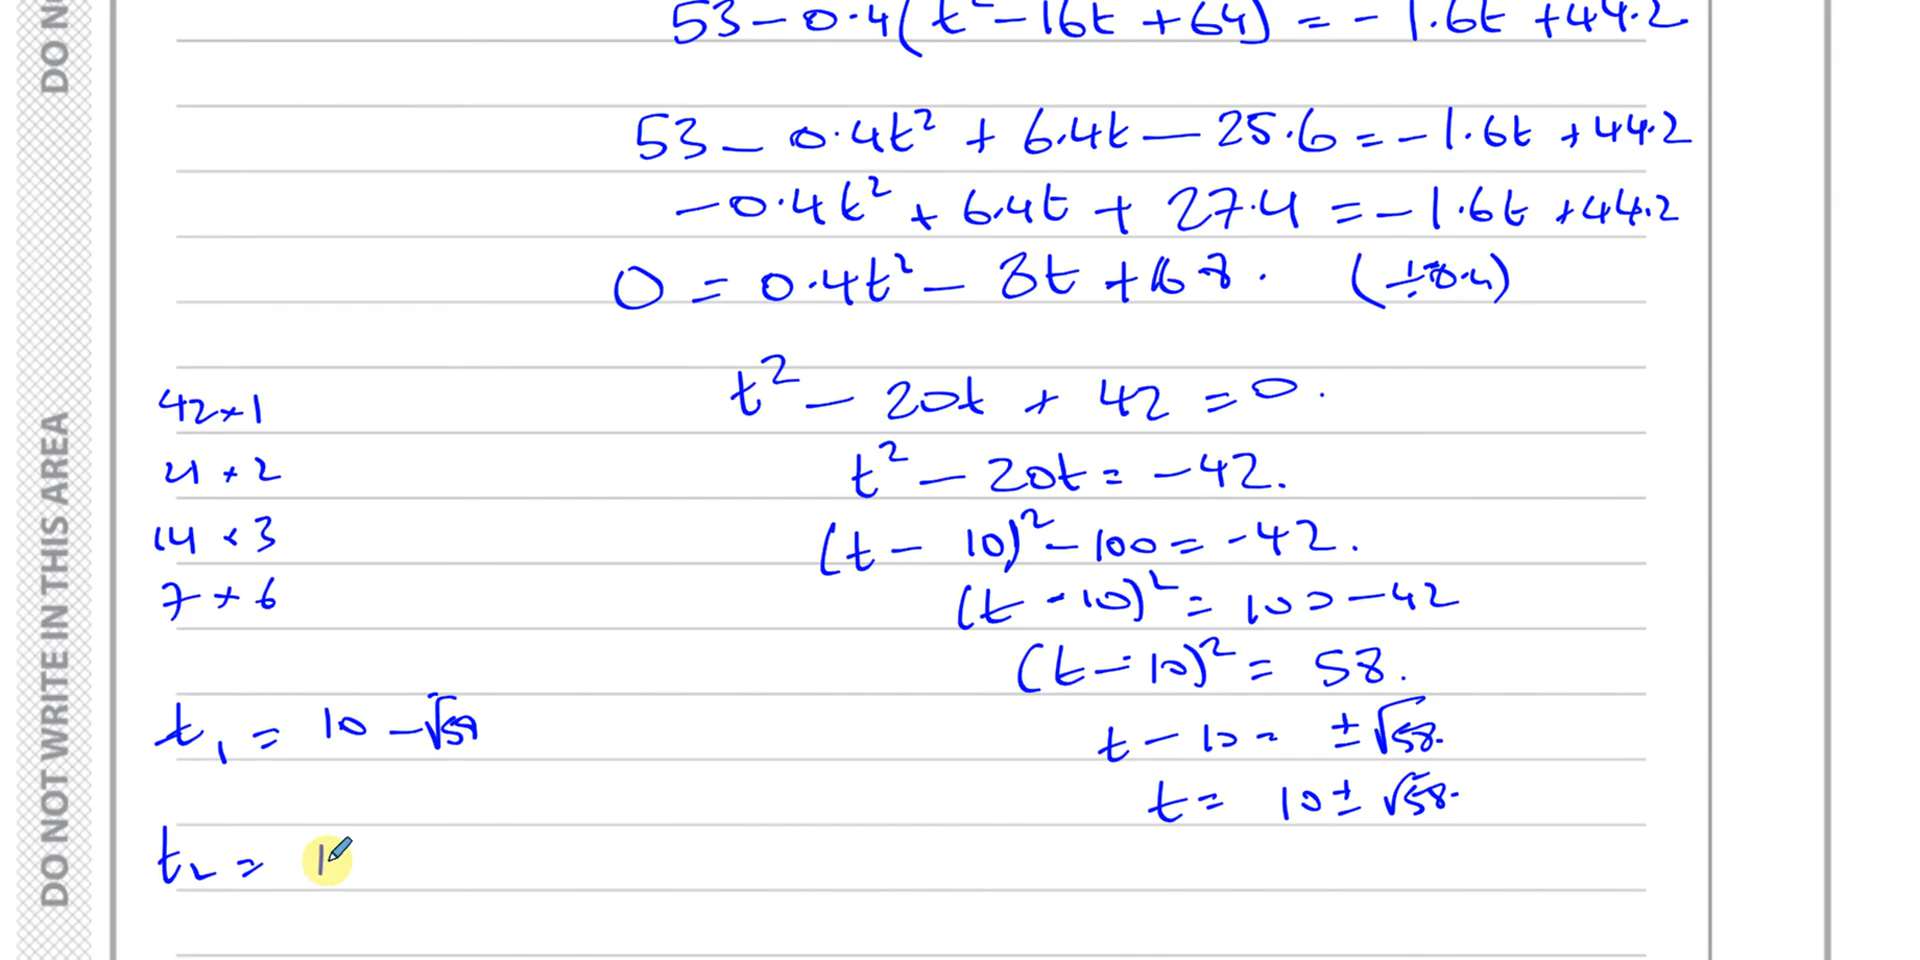 DO NO
DO NOT WRITE IN THIS AREA
53 - 0.4(t² - 16t + 64) = - 1.6t + 44.2
53 - 0.4t² + 6.4t - 25.6 = - 1.6t + 44.2
- 0.4t² + 6.4t + 27.4 = - 1.6t + 44.2
0 = 0.4t² - 8t + 16.8. (÷0.4)
t² - 20t + 42 = 0.
t² - 20t = -42.
(t - 10)² - 100 = -42.
(t - 10)² = 100 - 42
(t - 10)² = 58.
t - 10 = ±√58.
t = 10 ± √58.
42 × 1
21 × 2
14 × 3
7 × 6
t₁ = 10 - √58
t₂ = 1